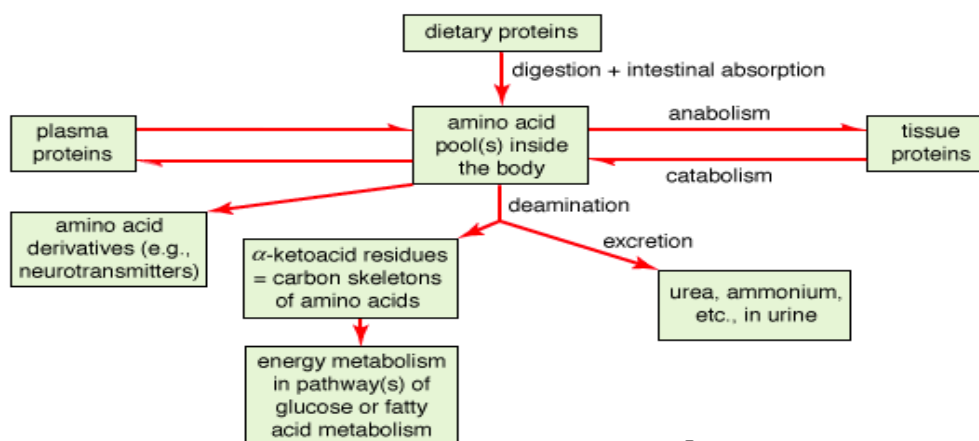 dietary proteins
digestion + intestinal absorption
plasma
proteins
amino acid
pool(s) inside
the body
anabolism
catabolism
tissue
proteins
deamination
amino acid
derivatives (e.g.,
neurotransmitters)
α-ketoacid residues
= carbon skeletons
of amino acids
excretion
urea, ammonium,
etc., in urine
energy metabolism
in pathway(s) of
glucose or fatty
acid metabolism